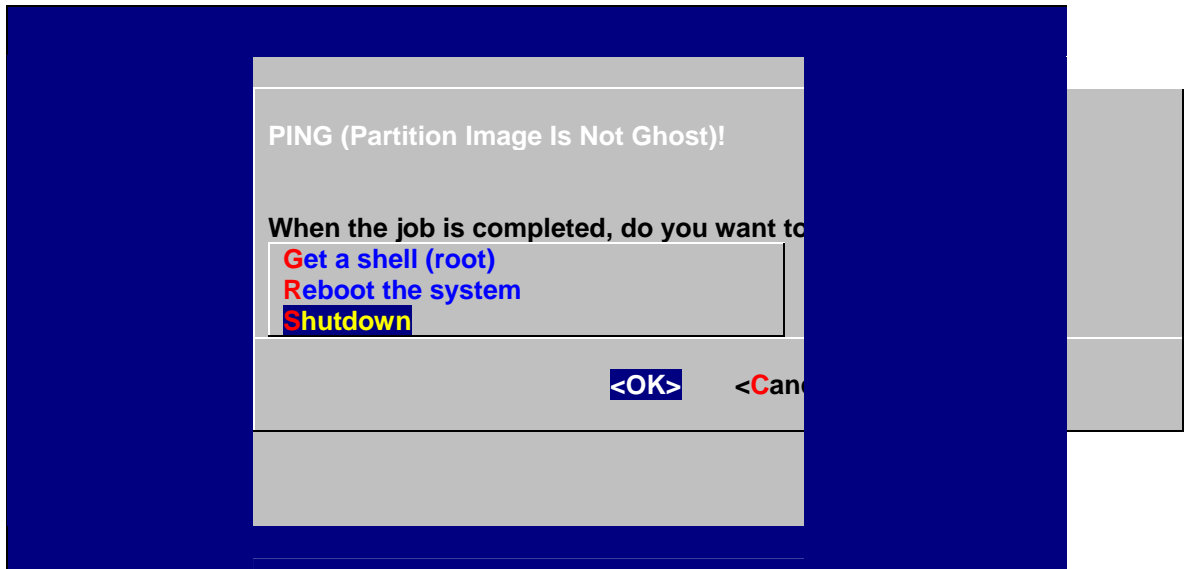 PING (Partition Image Is Not Ghost)!
When the job is completed, do you want to
Get a shell (root)
Reboot the system
Shutdown
<OK> <Can